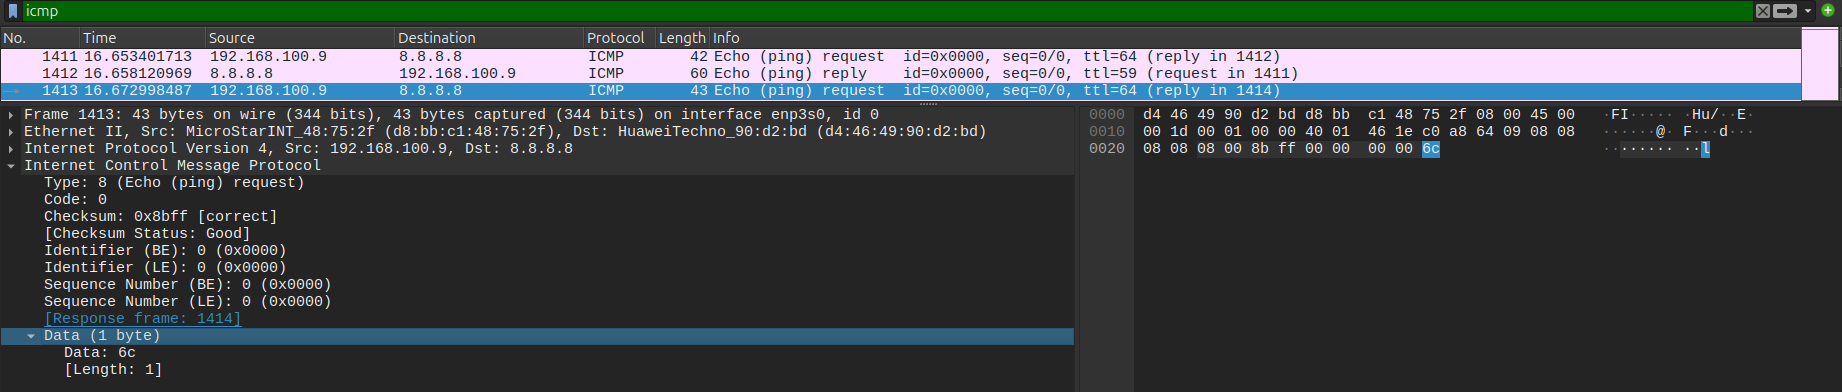 icmp
No. Time Source Destination Protocol Length Info
1411 16.653401713 192.168.100.9 8.8.8.8 ICMP 42 Echo (ping) request id=0x0000, seq=0/0, ttl=64 (reply in 1412)
1412 16.658120969 8.8.8.8 192.168.100.9 ICMP 60 Echo (ping) reply id=0x0000, seq=0/0, ttl=59 (request in 1411)
1413 16.672998487 192.168.100.9 8.8.8.8 ICMP 43 Echo (ping) request id=0x0000, seq=0/0, ttl=64 (reply in 1414)
Frame 1413: 43 bytes on wire (344 bits), 43 bytes captured (344 bits) on interface enp3s0, id 0
Ethernet II, Src: MicroStarINT_48:75:2f (d8:bb:c1:48:75:2f), Dst: HuaweiTechno_90:d2:bd (d4:46:49:90:d2:bd)
Internet Protocol Version 4, Src: 192.168.100.9, Dst: 8.8.8.8
Internet Control Message Protocol
Type: 8 (Echo (ping) request)
Code: 0
Checksum: 0x8bff [correct]
[Checksum Status: Good]
Identifier (BE): 0 (0x0000)
Identifier (LE): 0 (0x0000)
Sequence Number (BE): 0 (0x0000)
Sequence Number (LE): 0 (0x0000)
[Response frame: 1414]
Data (1 byte)
Data: 6c
[Length: 1]
0000 d4 46 49 90 d2 bd d8 bb c1 48 75 2f 08 00 45 00 ·FI····· ·Hu/··E·
0010 00 1d 00 01 00 00 40 01 46 1e c0 a8 64 09 08 08 ······@· F···d···
0020 08 08 08 00 8b ff 00 00 00 00 6c ········ ··l